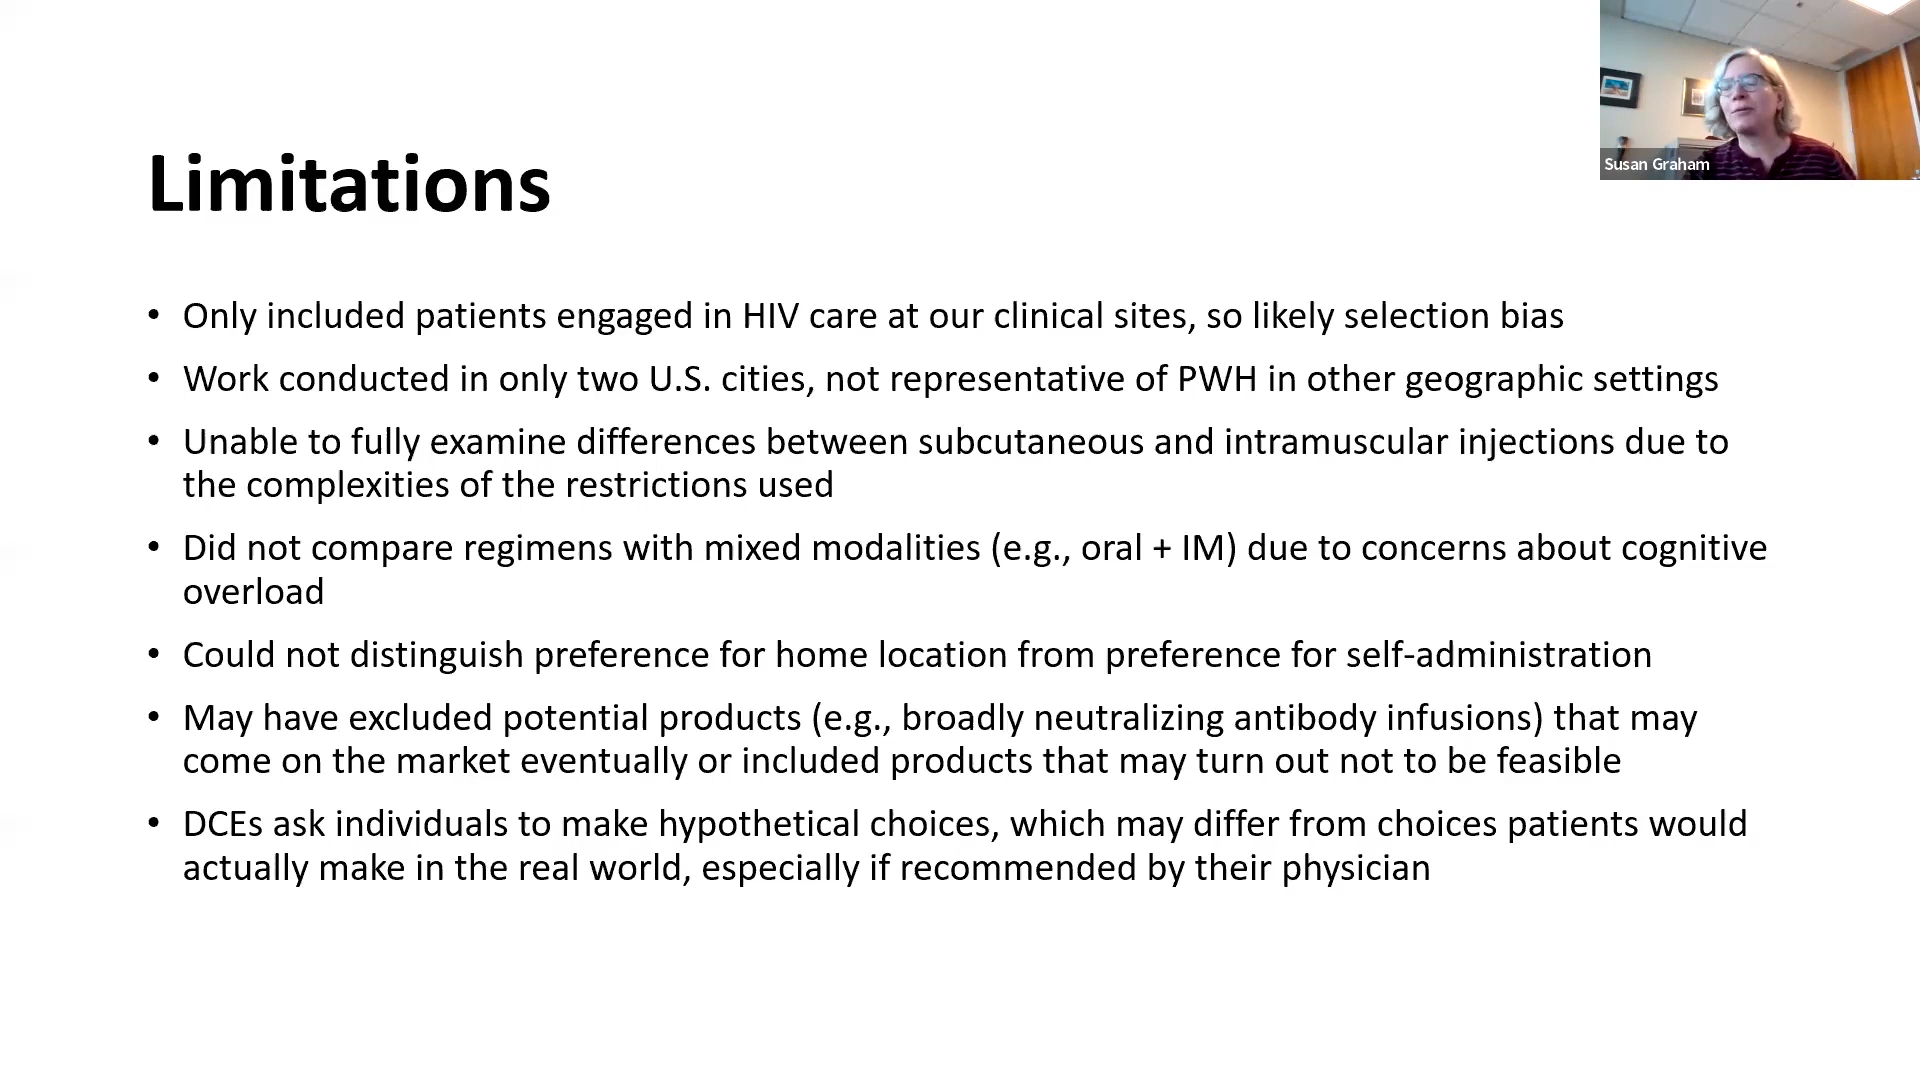 Susan Graham
Limitations
• Only included patients engaged in HIV care at our clinical sites, so likely selection bias
• Work conducted in only two U.S. cities, not representative of PWH in other geographic settings
• Unable to fully examine differences between subcutaneous and intramuscular injections due to
the complexities of the restrictions used
• Did not compare regimens with mixed modalities (e.g., oral + IM) due to concerns about cognitive
overload
• Could not distinguish preference for home location from preference for self-administration
• May have excluded potential products (e.g., broadly neutralizing antibody infusions) that may
come on the market eventually or included products that may turn out not to be feasible
• DCEs ask individuals to make hypothetical choices, which may differ from choices patients would
actually make in the real world, especially if recommended by their physician